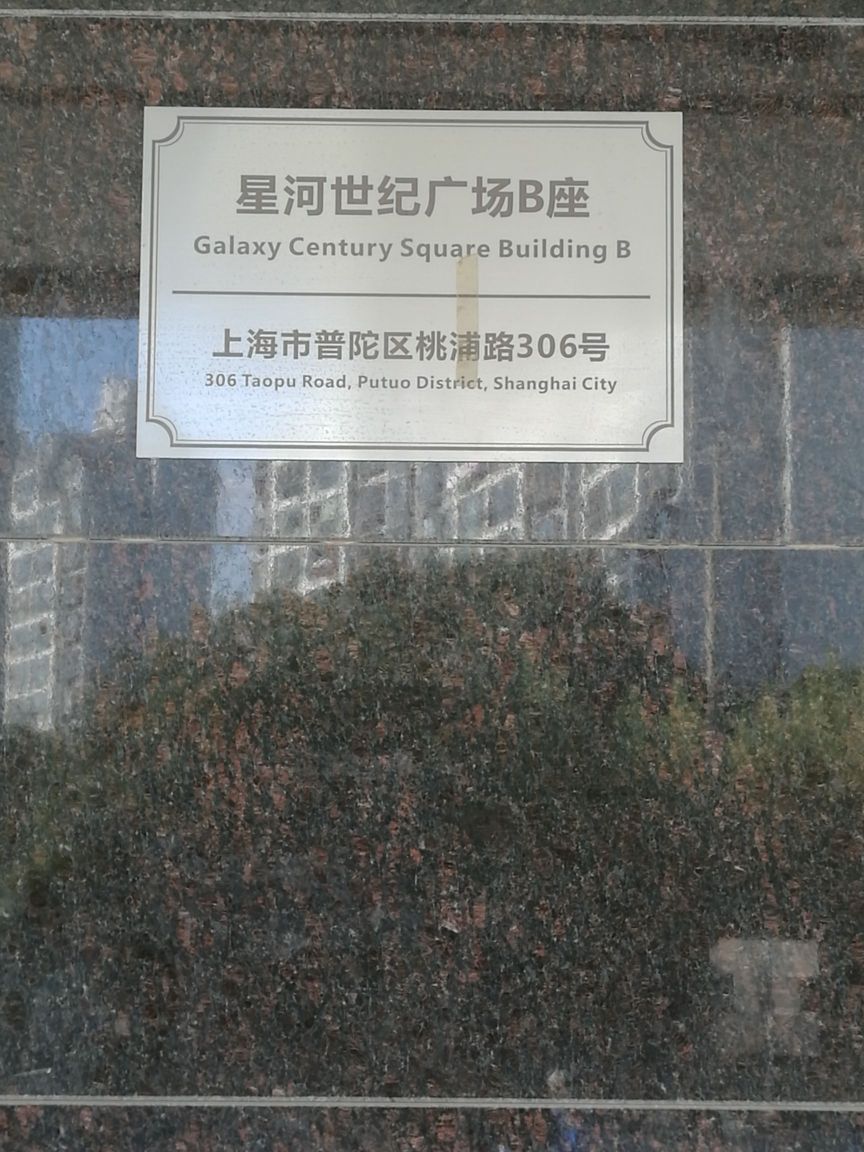 星河世纪广场B座
Galaxy Century Square Building B
上海市普陀区桃浦路306号
306 Taopu Road, Putuo District, Shanghai City